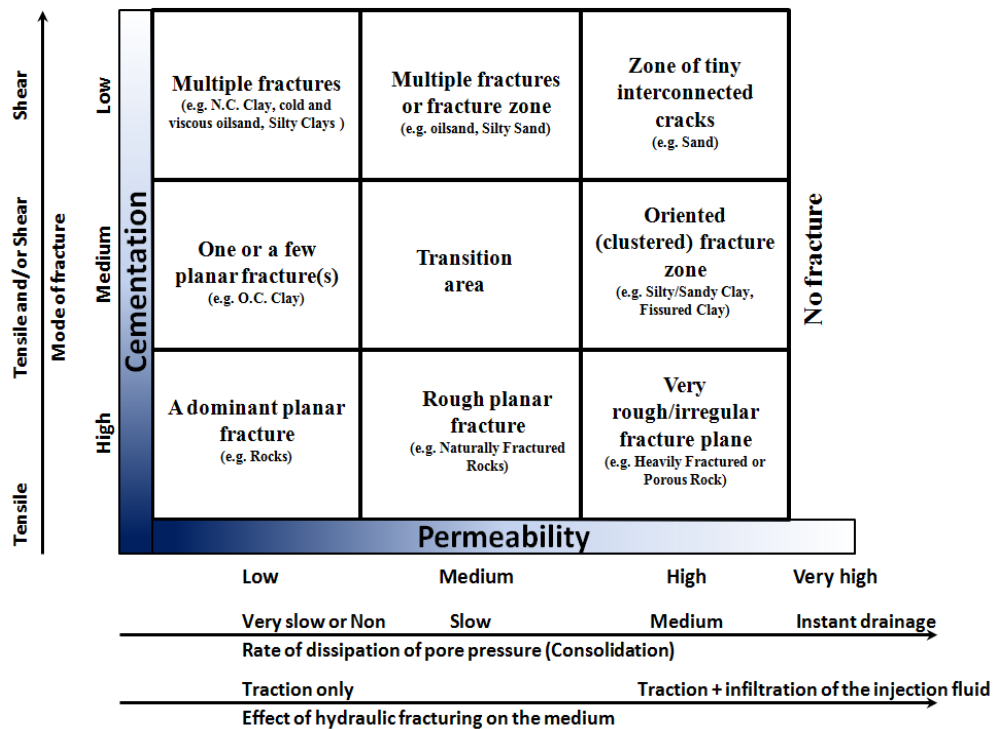 Shear
Tensile and/or Shear
Tensile
Mode of fracture
Low
Medium
High
Cementation
Multiple fractures
(e.g. N.C. Clay, cold and
viscous oilsand, Silty Clays )
Multiple fractures
or fracture zone
(e.g. oilsand, Silty Sand)
Zone of tiny
interconnected
cracks
(e.g. Sand)
One or a few
planar fracture(s)
(e.g. O.C. Clay)
Transition
area
Oriented
(clustered) fracture
zone
(e.g. Silty/Sandy Clay,
Fissured Clay)
No fracture
A dominant planar
fracture
(e.g. Rocks)
Rough planar
fracture
(e.g. Naturally Fractured
Rocks)
Very
rough/irregular
fracture plane
(e.g. Heavily Fractured or
Porous Rock)
Permeability
Low Medium High Very high
Very slow or Non Slow Medium Instant drainage
Rate of dissipation of pore pressure (Consolidation)
Traction only Traction + infiltration of the injection fluid
Effect of hydraulic fracturing on the medium